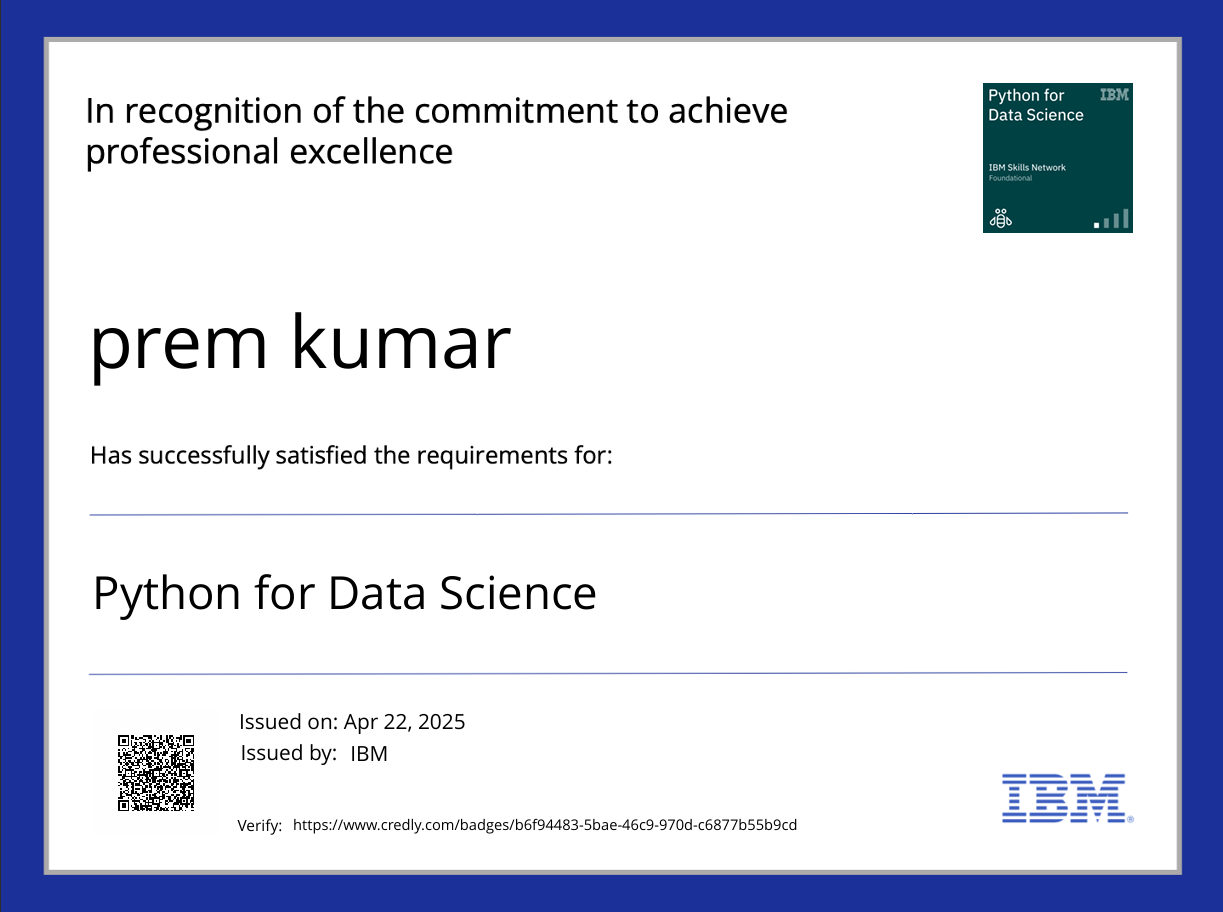 In recognition of the commitment to achieve
professional excellence
Python for
Data Science
IBM
IBM Skills Network
Foundational
prem kumar
Has successfully satisfied the requirements for:
Python for Data Science
Issued on: Apr 22, 2025
Issued by: IBM
Verify: https://www.credly.com/badges/b6f94483-5bae-46c9-970d-c6877b55b9cd
IBM®